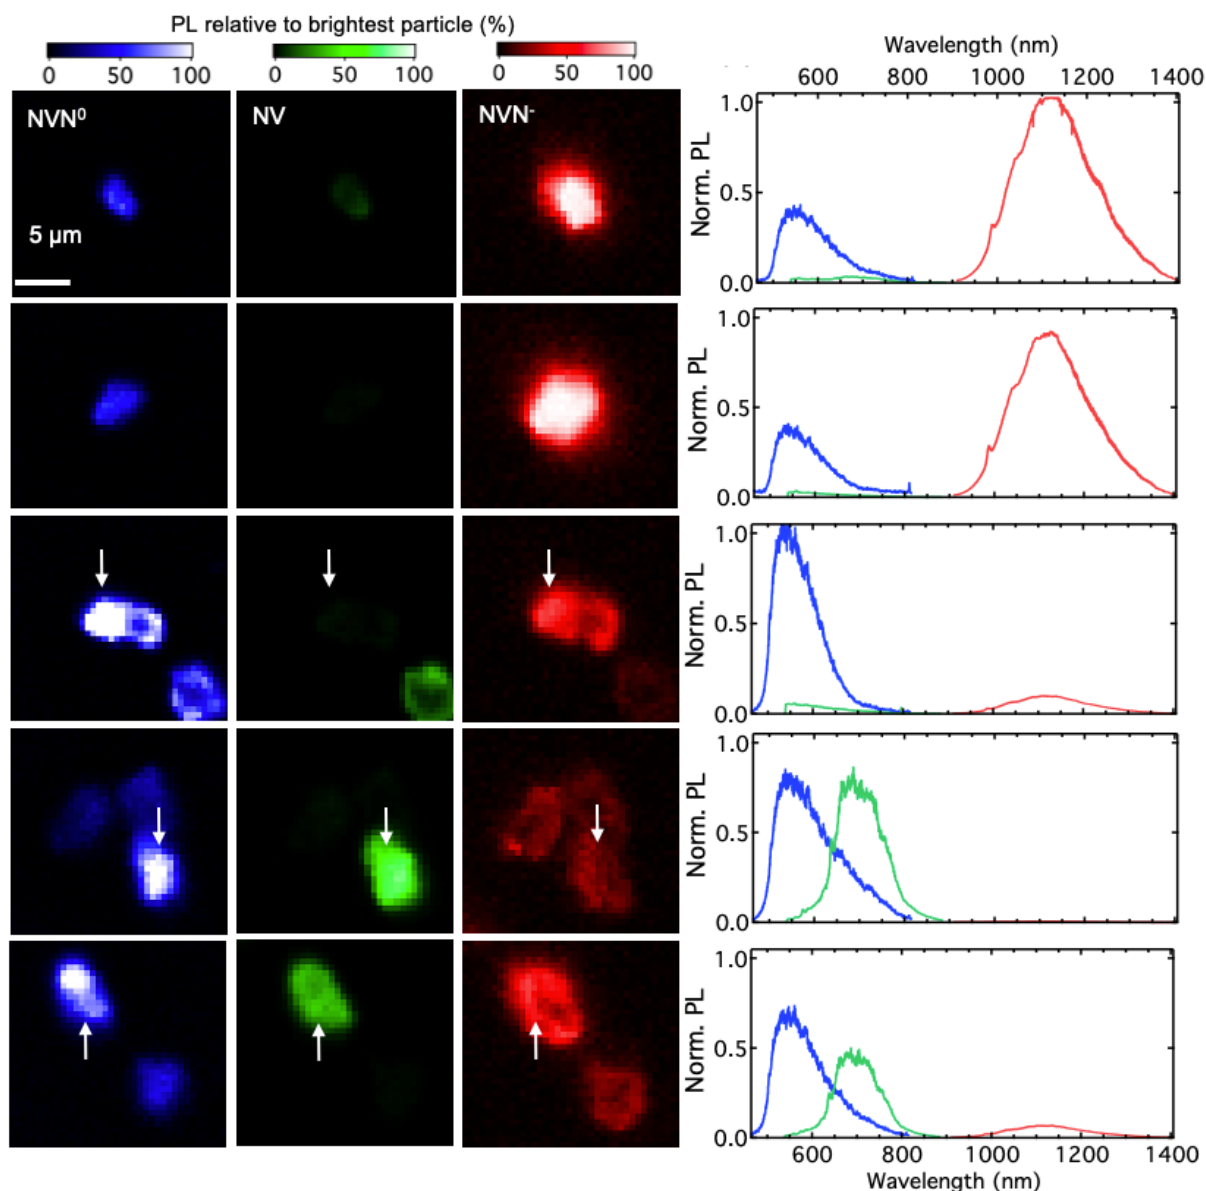 PL relative to brightest particle (%)
0 50 100 0 50 100 0 50 100
NVN⁰ NV NVN⁻
5 µm
Wavelength (nm)
600 800 1000 1200 1400
1.0
0.5
0.0
Norm. PL
1.0
0.5
0.0
Norm. PL
1.0
0.5
0.0
Norm. PL
1.0
0.5
0.0
Norm. PL
1.0
0.5
0.0
Norm. PL
600 800 1000 1200 1400
Wavelength (nm)